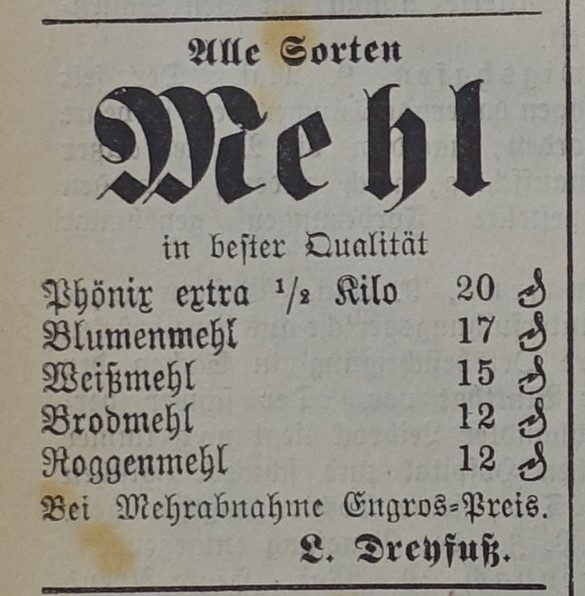 Alle Sorten
Mehl
in bester Qualität
Phönix extra ½ Kilo 20 ₰
Blumenmehl 17 ₰
Weißmehl 15 ₰
Brodmehl 12 ₰
Roggenmehl 12 ₰
Bei Mehrabnahme Engros-Preis.
L. Dreyfuß.